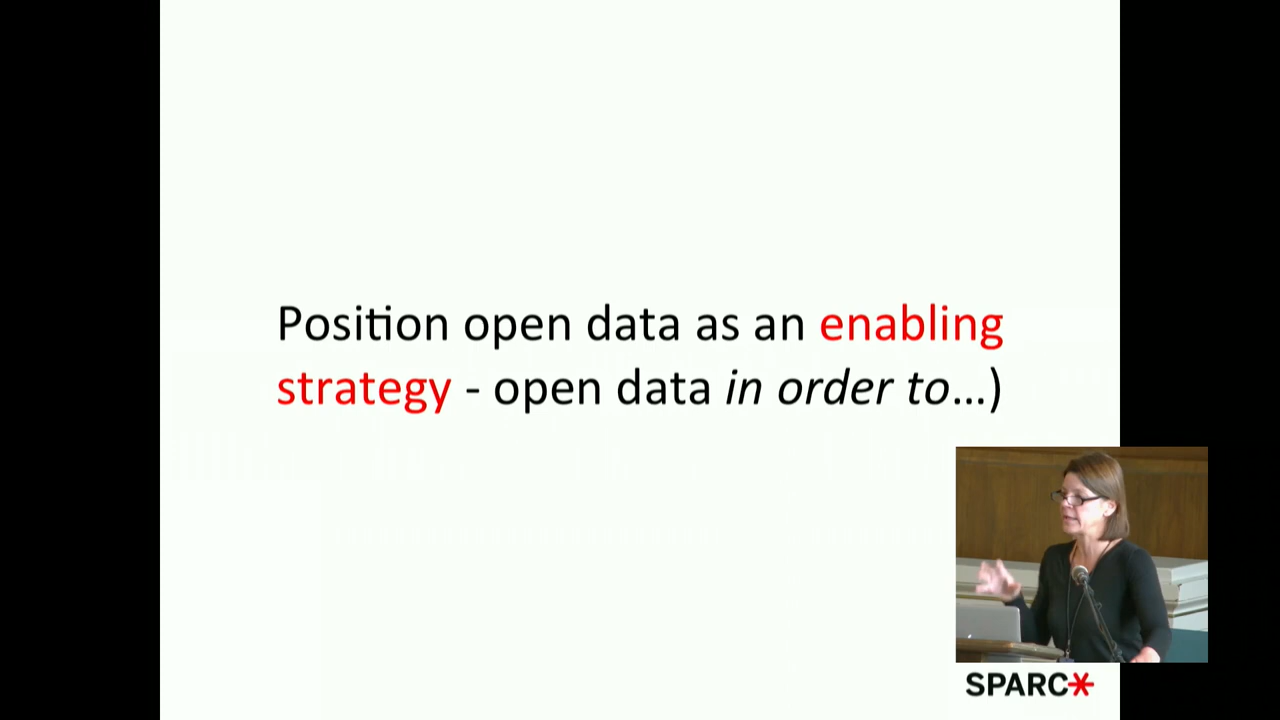 Position open data as an enabling
strategy - open data in order to...)
SPARC